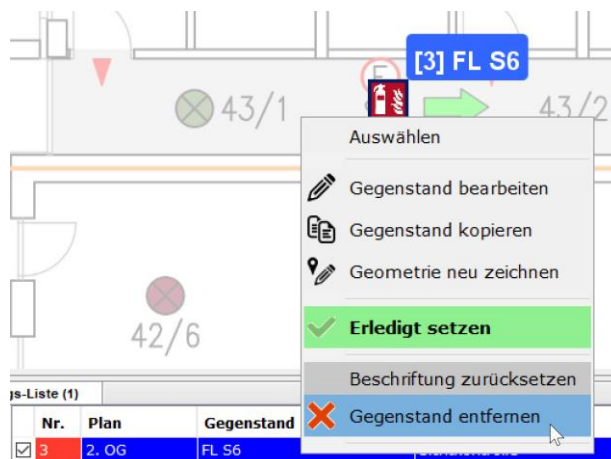 [3] FL S6
F
43/1
43/2
Auswählen
Gegenstand bearbeiten
Gegenstand kopieren
Geometrie neu zeichnen
Erledigt setzen
42/6
Beschriftung zurücksetzen
gs-Liste (1)
Gegenstand entfernen
Nr. Plan Gegenstand
3 2. OG FL S6